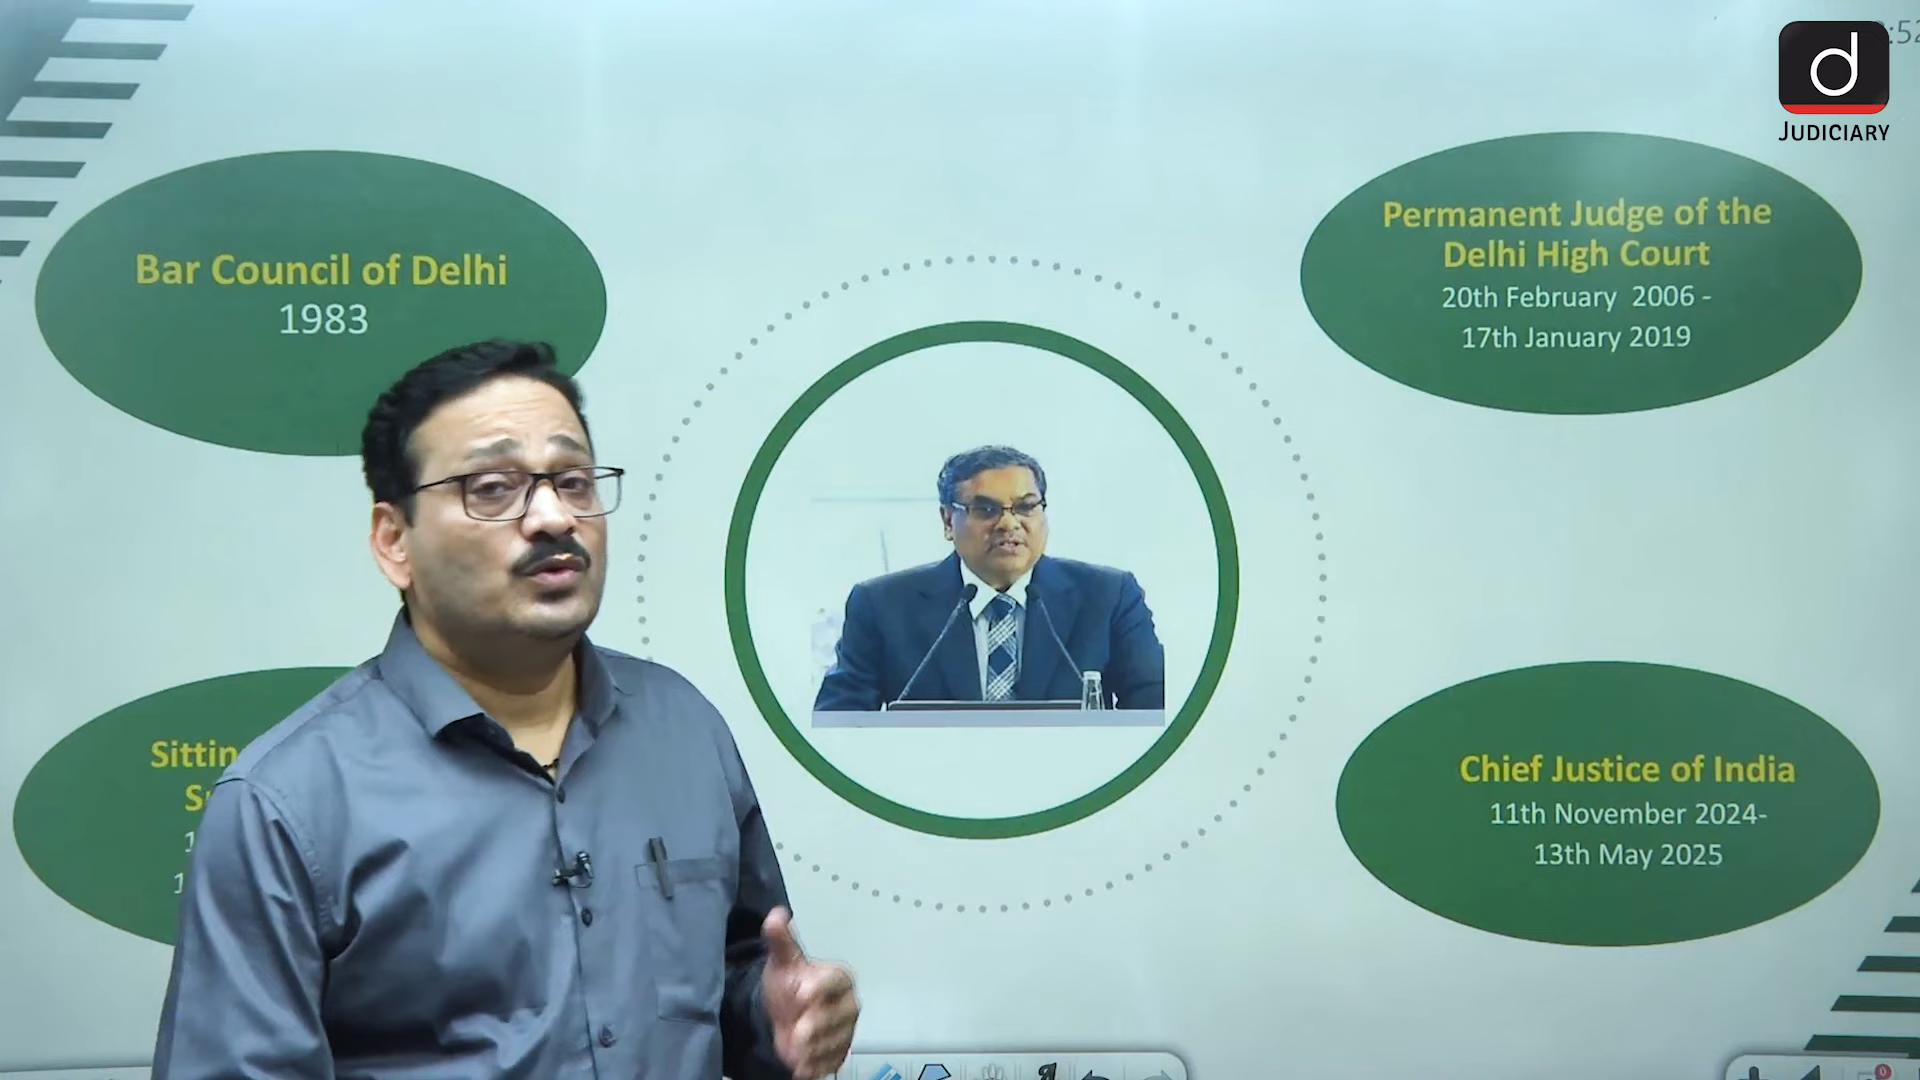 :52
d
JUDICIARY
Bar Council of Delhi
1983
Permanent Judge of the
Delhi High Court
20th February 2006 -
17th January 2019
Chief Justice of India
11th November 2024-
13th May 2025